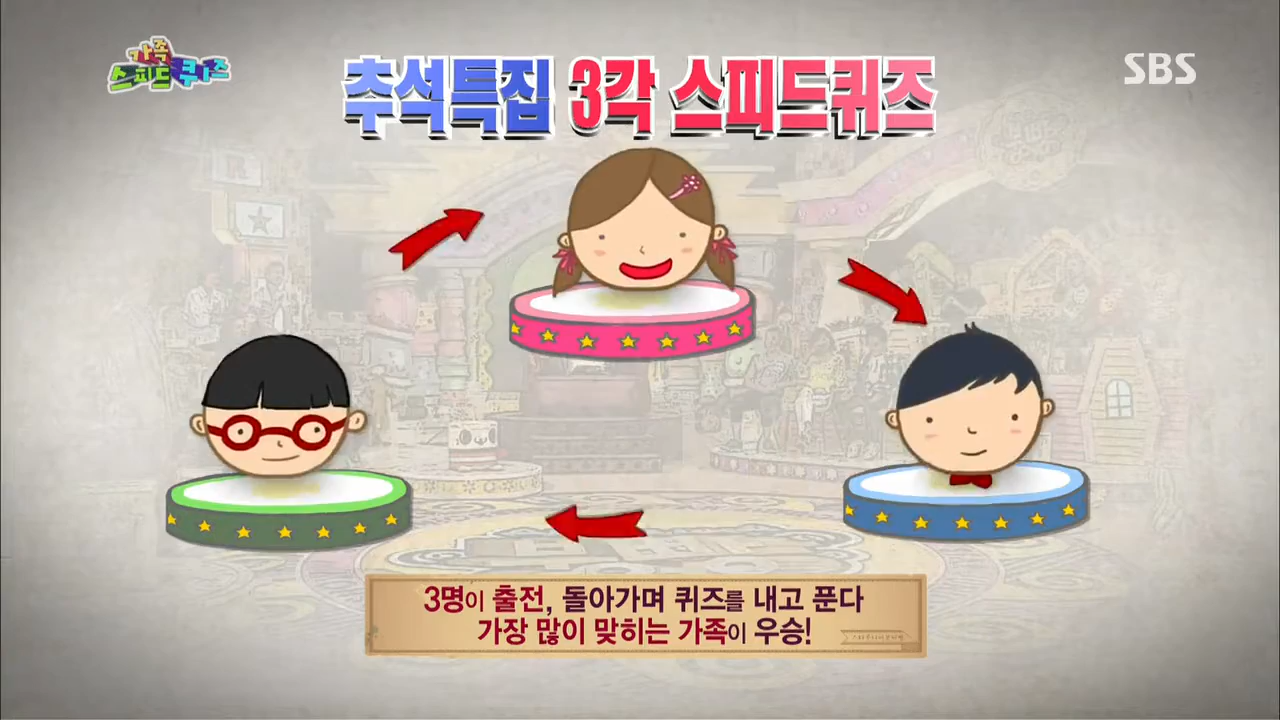 가족
스피드 퀴즈
SBS
추석특집 3각 스피드퀴즈
3명이 출전, 돌아가며 퀴즈를 내고 푼다
가장 많이 맞히는 가족이 우승!